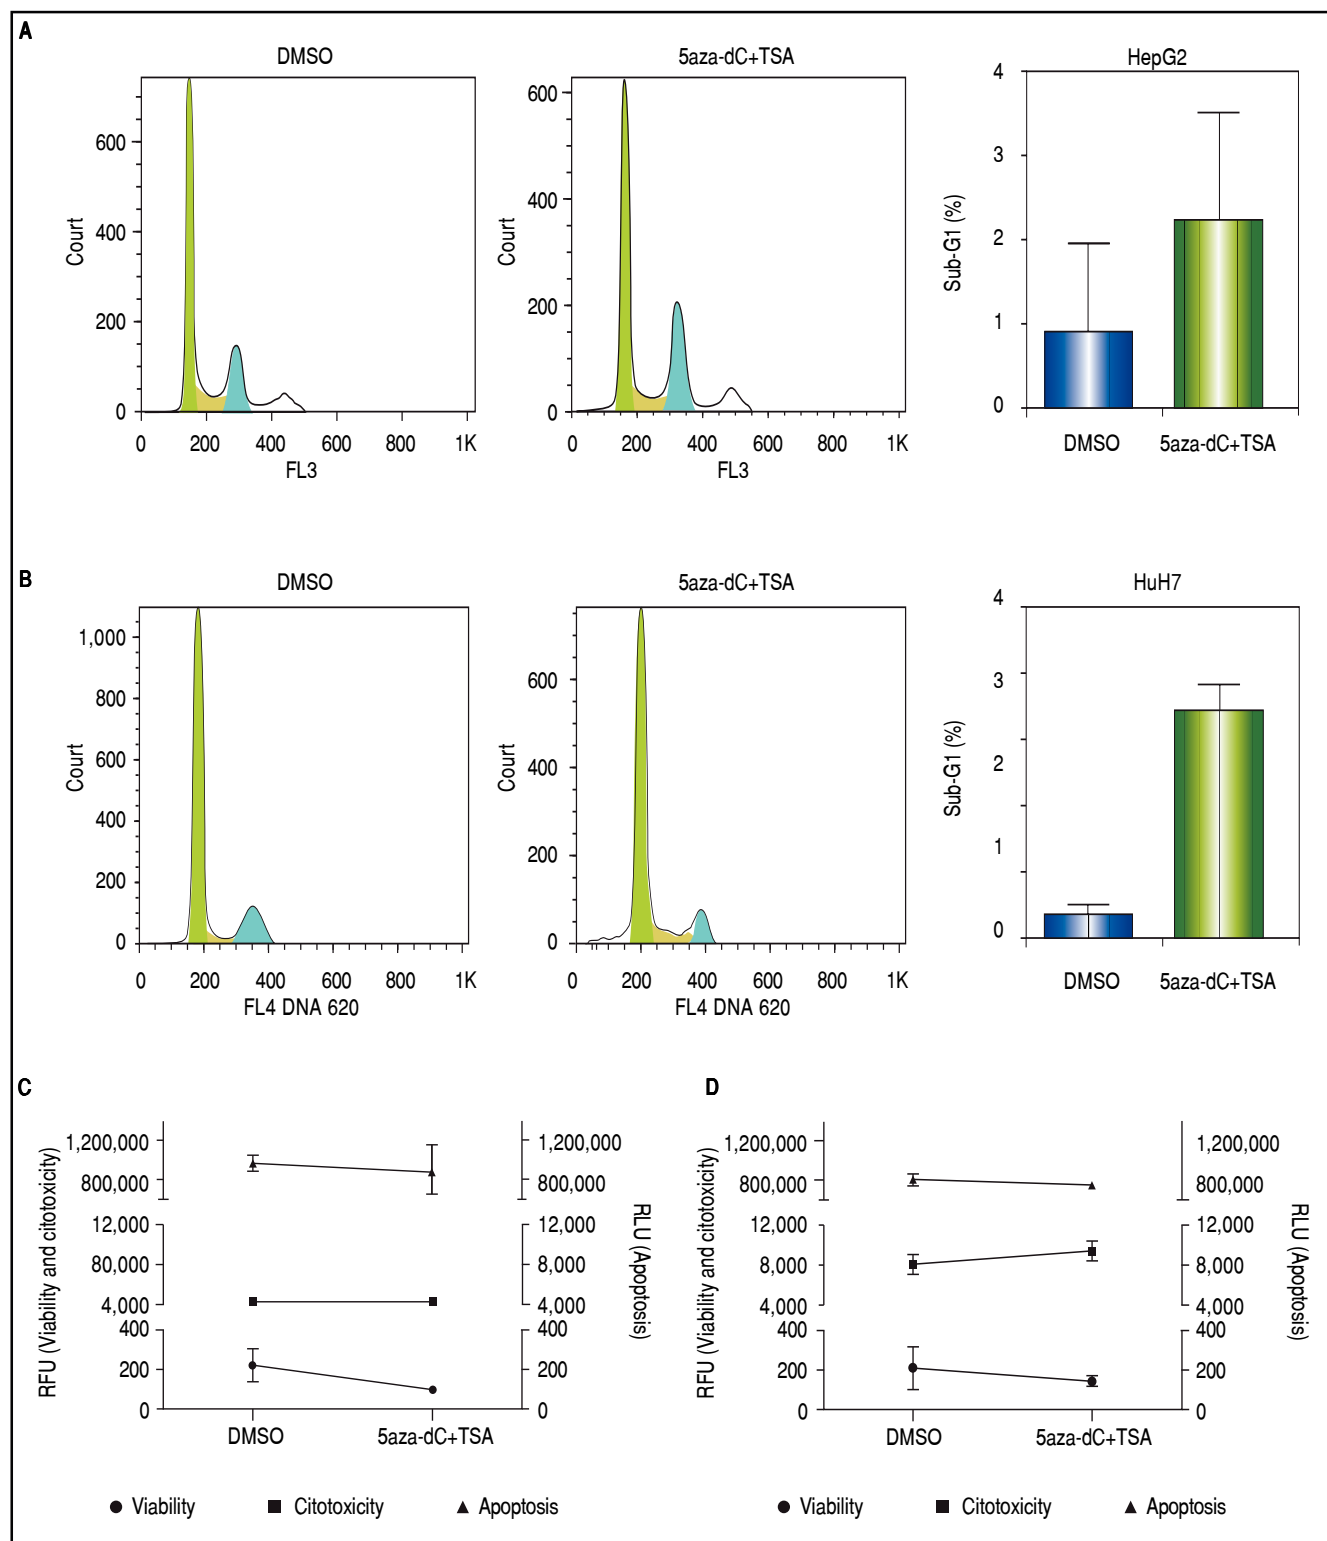 A
DMSO
5aza-dC+TSA
HepG2
Court
600
400
200
0
0 200 400 600 800 1K
FL3
Court
600
400
200
0
0 200 400 600 800 1K
FL3
Sub-G1 (%)
4
3
2
1
0
DMSO 5aza-dC+TSA
B
DMSO
5aza-dC+TSA
HuH7
Court
1,000
800
600
400
200
0
0 200 400 600 800 1K
FL4 DNA 620
Court
600
400
200
0
0 200 400 600 800 1K
FL4 DNA 620
Sub-G1 (%)
4
3
2
1
0
DMSO 5aza-dC+TSA
C
RFU (Viability and citotoxicity)
1,200,000
800,000
12,000
80,000
4,000
400
200
0
1,200,000
800,000
12,000
8,000
4,000
400
200
0
RLU (Apoptosis)
DMSO 5aza-dC+TSA
Viability Citotoxicity Apoptosis
D
RFU (Viability and citotoxicity)
1,200,000
800,000
12,000
8,000
4,000
400
200
0
1,200,000
800,000
12,000
8,000
4,000
400
200
0
RLU (Apoptosis)
DMSO 5aza-dC+TSA
Viability Citotoxicity Apoptosis